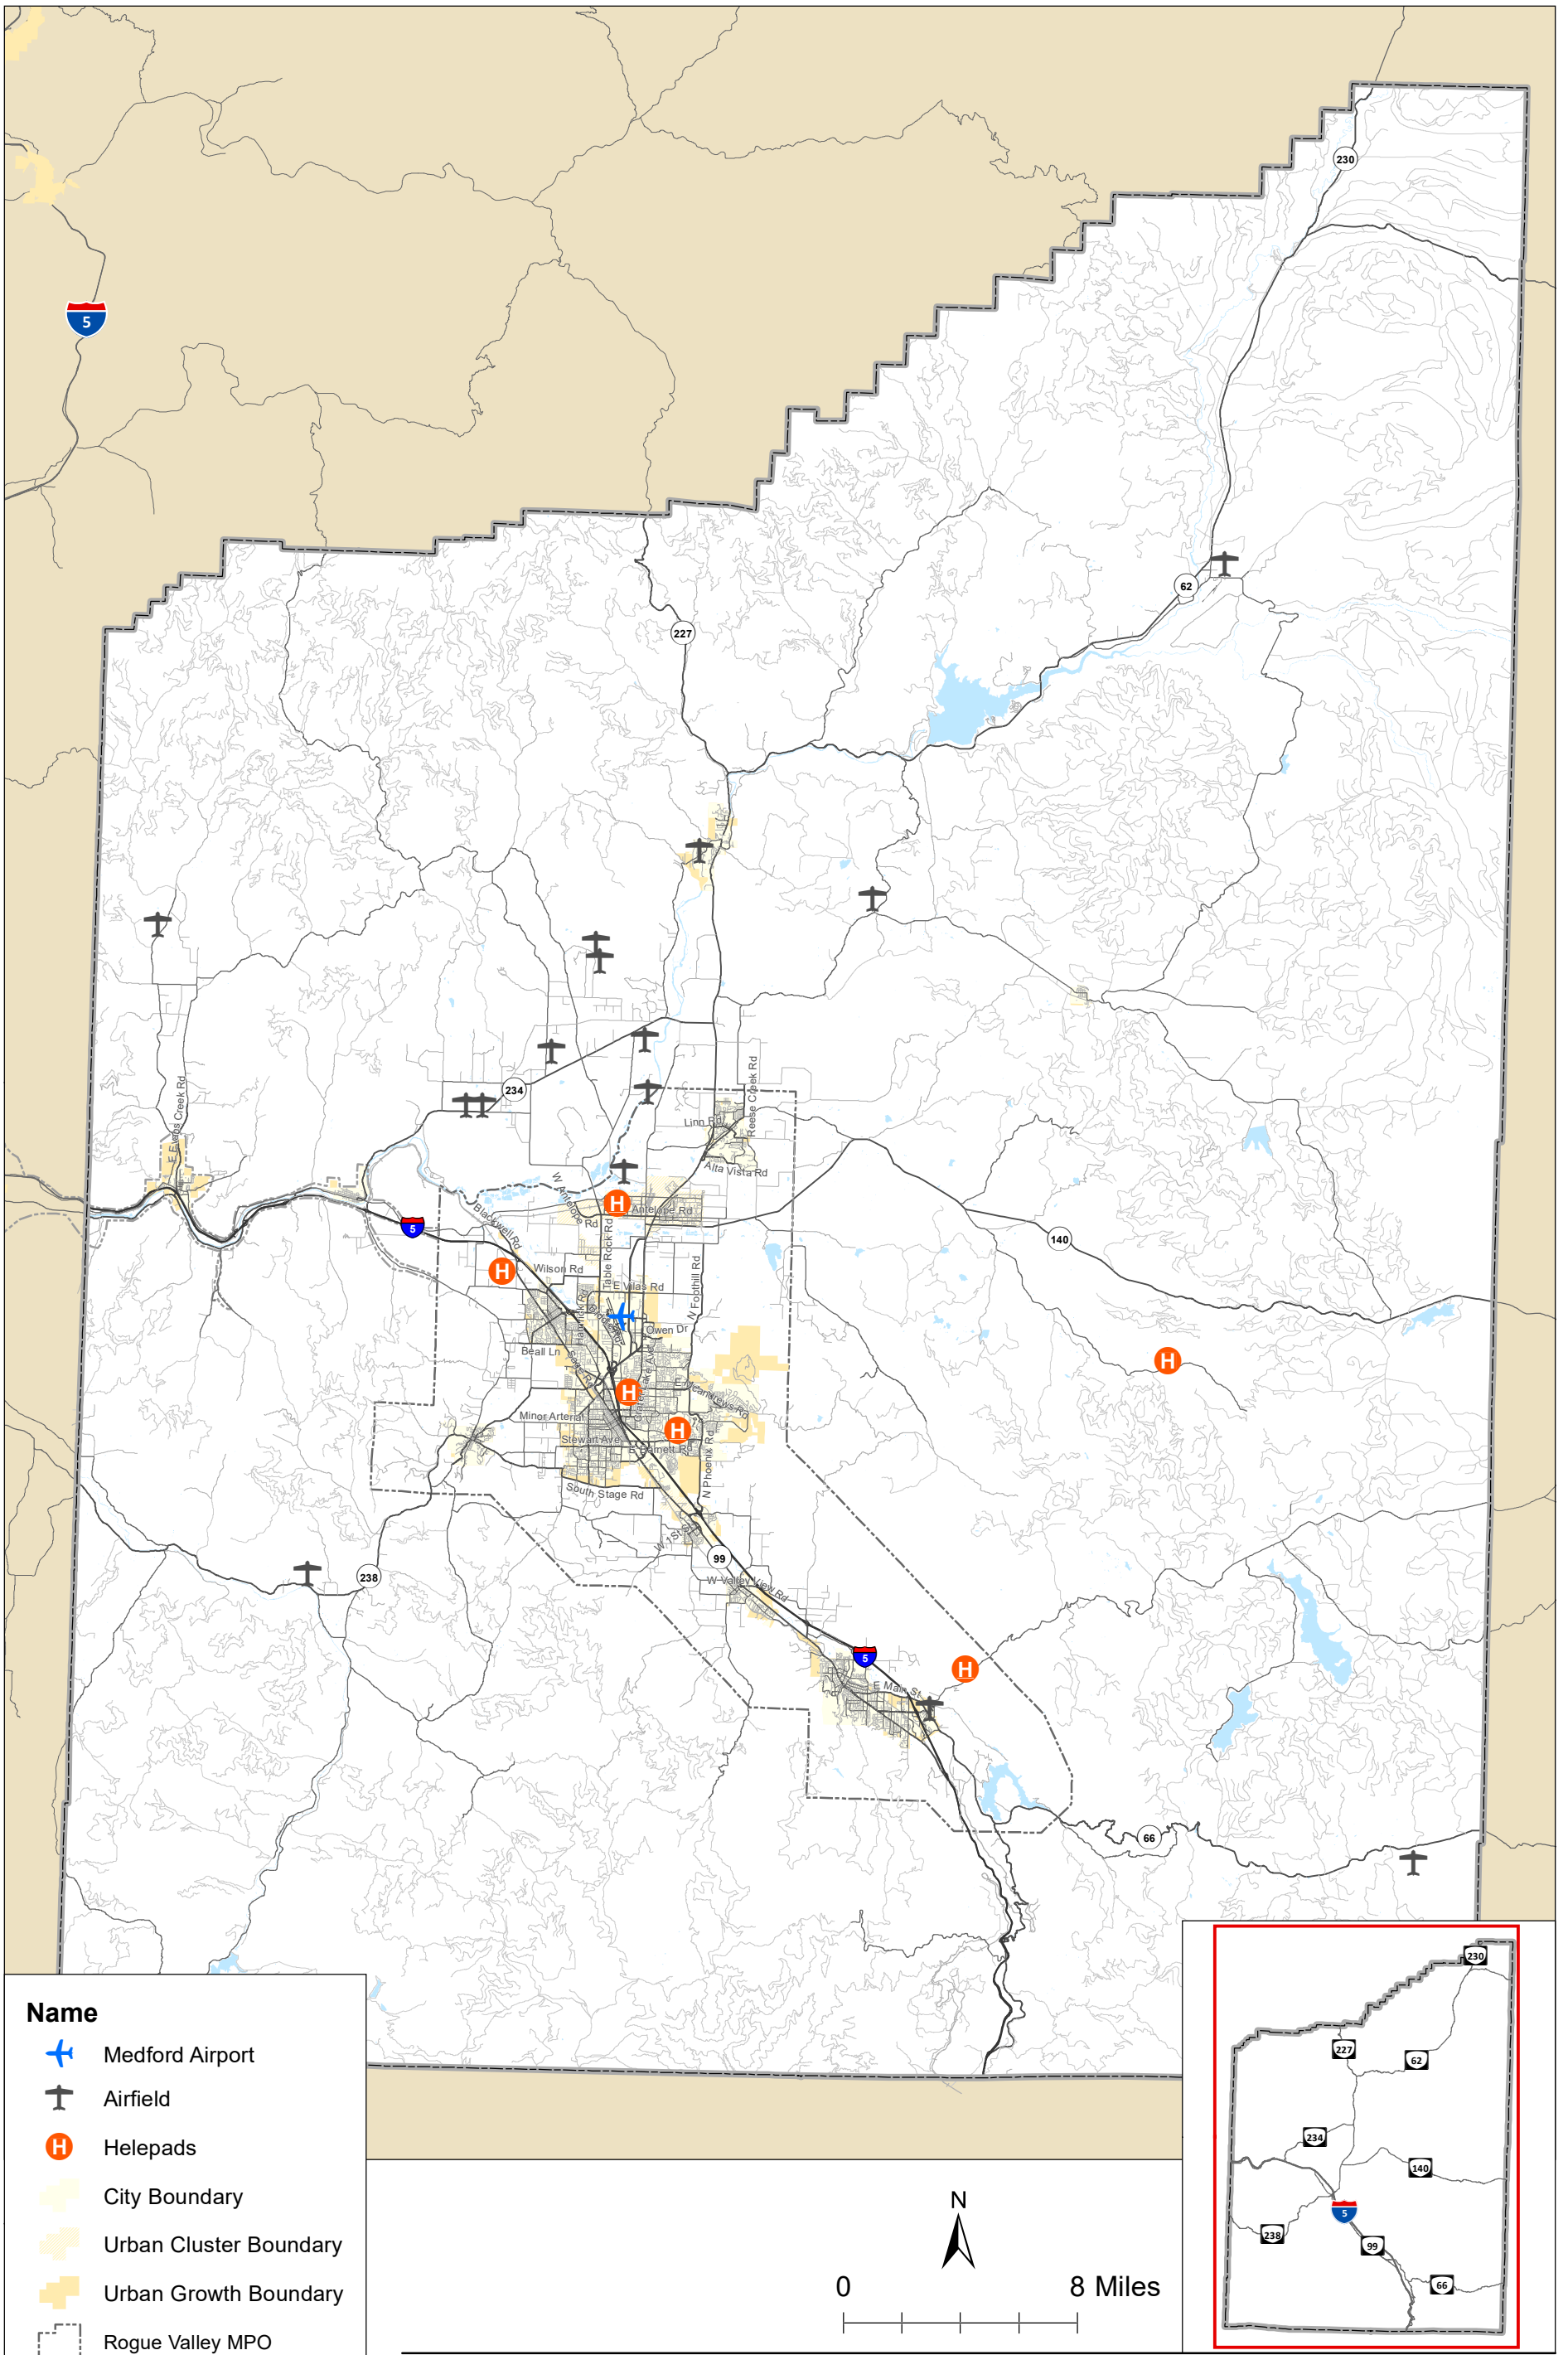 230
5
62
227
E Evans Creek Rd
234
Reese Creek Rd
Linn Rd
Alta Vista Rd
W Antelope Rd
Antelope Rd
Blackwell Rd
5
Table Rock Rd
140
Wilson Rd
E Vilas Rd
N Foothill Rd
Owen Dr
Beall Ln
E Mcandrews Rd
Minor Arterial
Stewart Ave
E Barnett Rd
N Phoenix Rd
South Stage Rd
W 1St St
99
238
W Valley View Rd
5
E Main St
66
Name
Medford Airport
Airfield
H Helepads
City Boundary
Urban Cluster Boundary
Urban Growth Boundary
Rogue Valley MPO
N
0 8 Miles
230
227
62
234
140
5
238
99
66
H
H
H
H
H
H